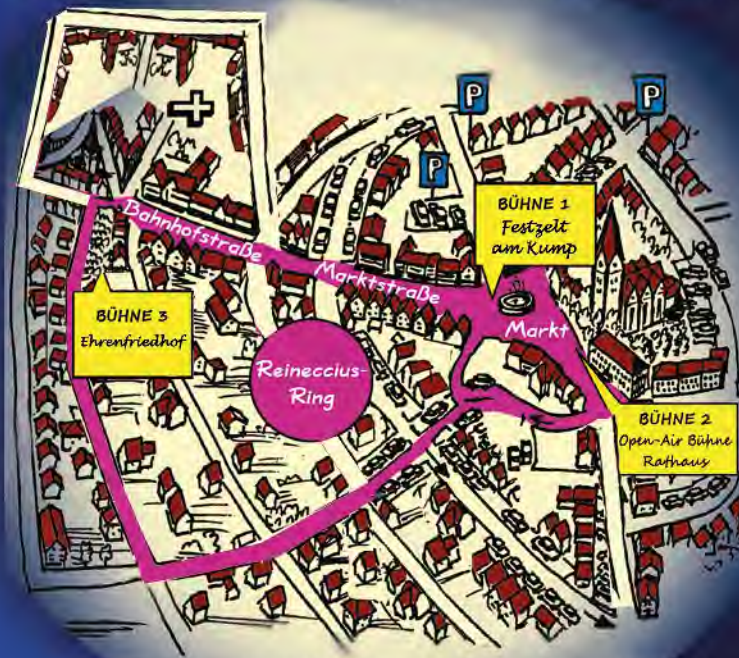 P
P
P
BÜHNE 1
Festzelt
am Kump
Bahnhofstraße
Marktstraße
Markt
BÜHNE 3
Ehrenfriedhof
Reineccius-
Ring
BÜHNE 2
Open-Air Bühne
Rathaus